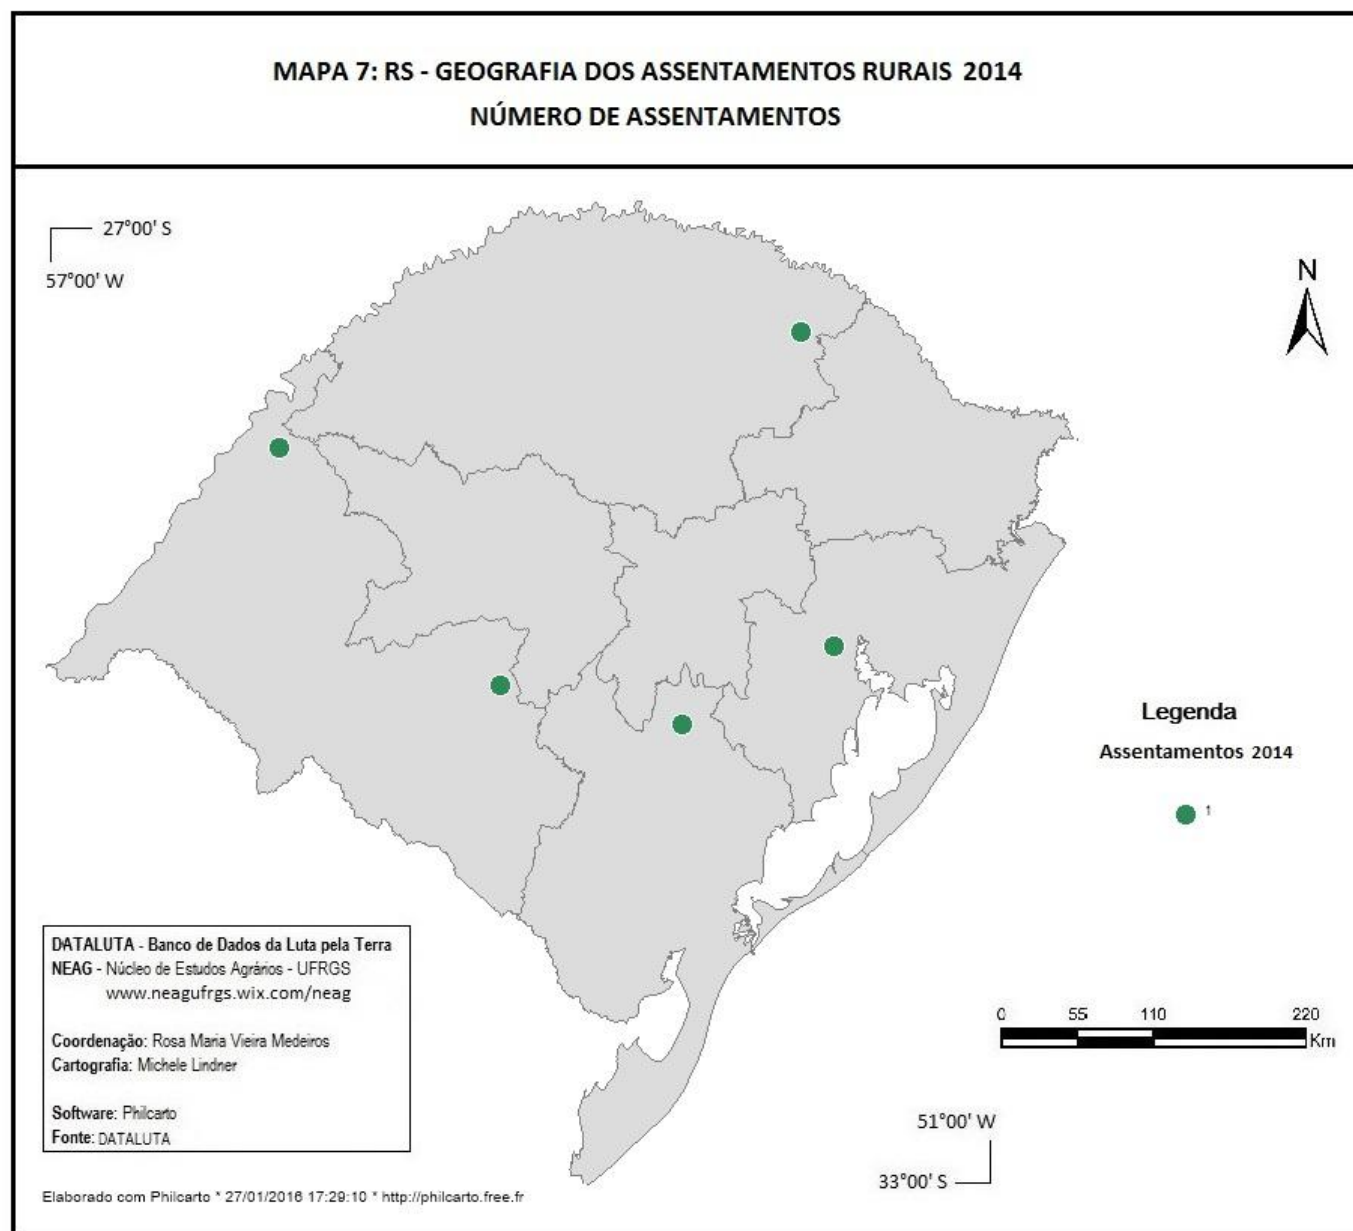 MAPA 7: RS - GEOGRAFIA DOS ASSENTAMENTOS RURAIS 2014
NÚMERO DE ASSENTAMENTOS
27°00' S
57°00' W
N
Legenda
Assentamentos 2014
1
DATALUTA - Banco de Dados da Luta pela Terra
NEAG - Núcleo de Estudos Agrários - UFRGS
www.neagufrgs.wix.com/neag
Coordenação: Rosa Maria Vieira Medeiros
Cartografia: Michele Lindner
Software: Philcarto
Fonte: DATALUTA
0 55 110 220
Km
51°00' W
33°00' S
Elaborado com Philcarto * 27/01/2016 17:29:10 * http://philcarto.free.fr